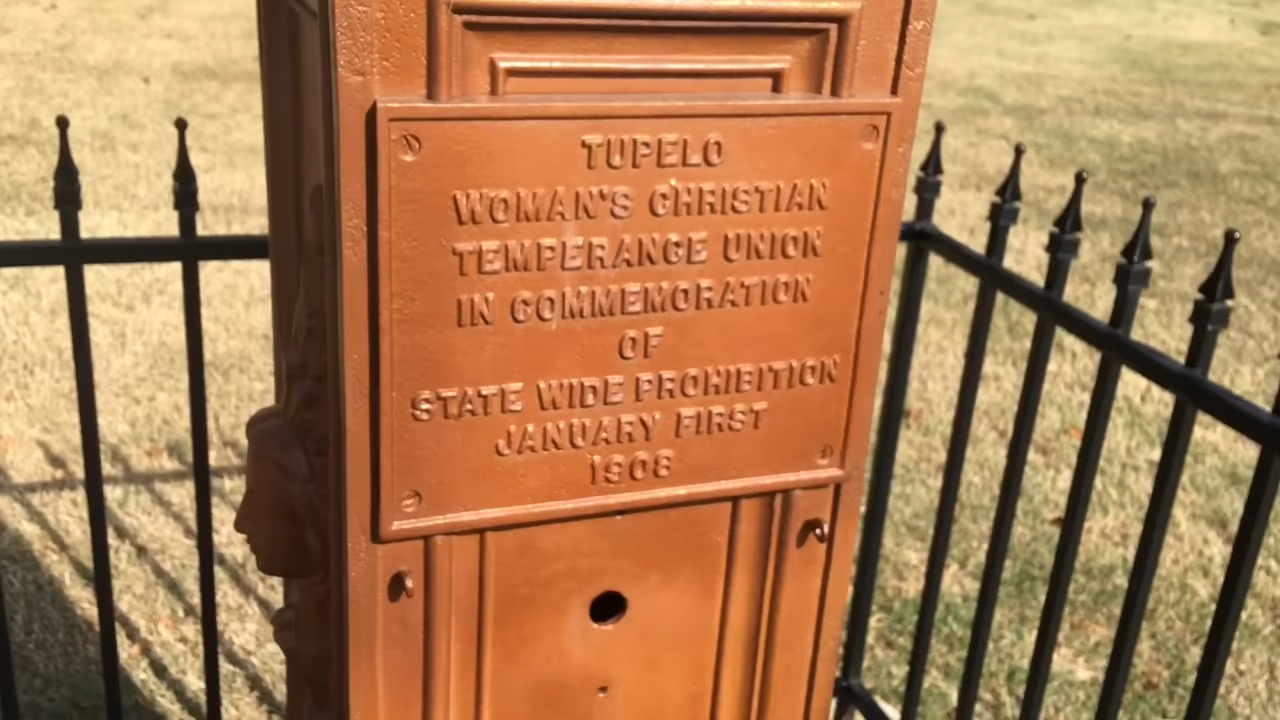 TUPELO
WOMAN'S CHRISTIAN
TEMPERANCE UNION
IN COMMEMORATION
OF
STATE WIDE PROHIBITION
JANUARY FIRST
1908